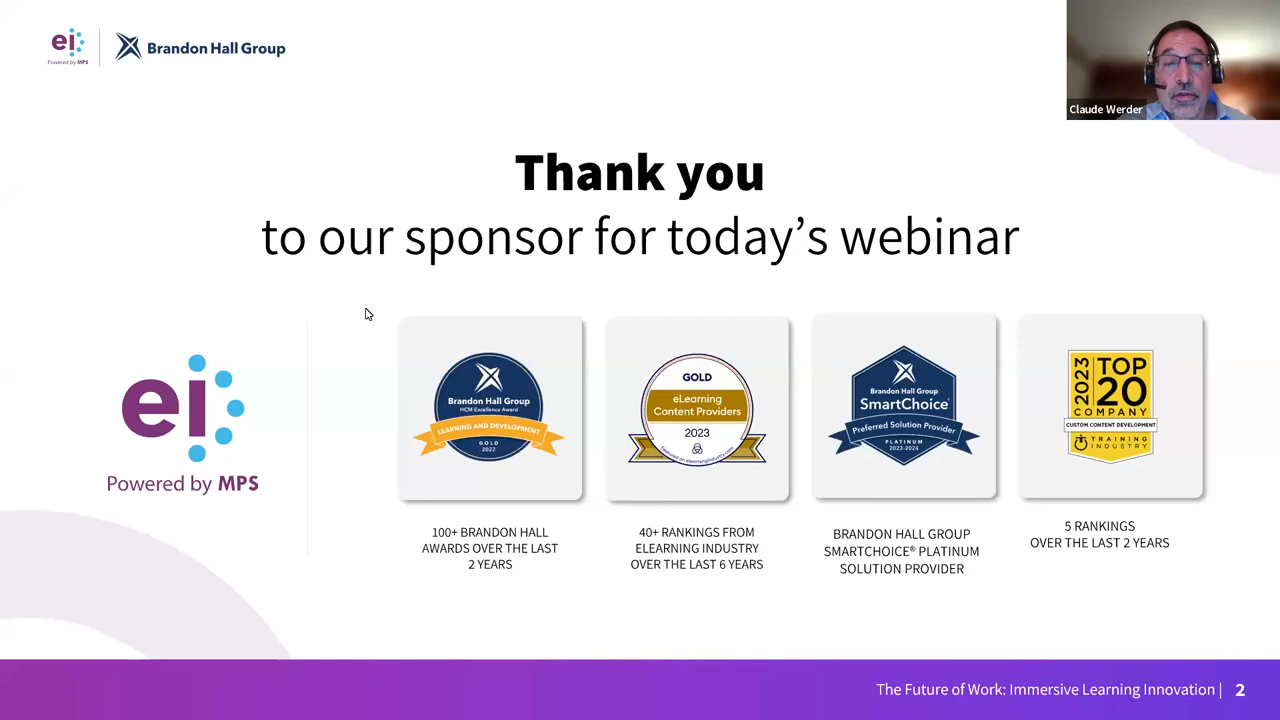 ei
Powered by MPS
Brandon Hall Group
Claude Werder
Thank you
to our sponsor for today’s webinar
ei
Powered by MPS
Brandon Hall Group
HCM Excellence Award
LEARNING AND DEVELOPMENT
GOLD
2022
100+ BRANDON HALL
AWARDS OVER THE LAST
2 YEARS
GOLD
eLearning
Content Providers
2023
Featured on elearningindustry.com
40+ RANKINGS FROM
ELEARNING INDUSTRY
OVER THE LAST 6 YEARS
Brandon Hall Group
SmartChoice®
Preferred Solution Provider
PLATINUM
2023-2024
BRANDON HALL GROUP
SMARTCHOICE® PLATINUM
SOLUTION PROVIDER
2023
TOP
20
COMPANY
CUSTOM CONTENT DEVELOPMENT
TRAINING
INDUSTRY
5 RANKINGS
OVER THE LAST 2 YEARS
The Future of Work: Immersive Learning Innovation | 2